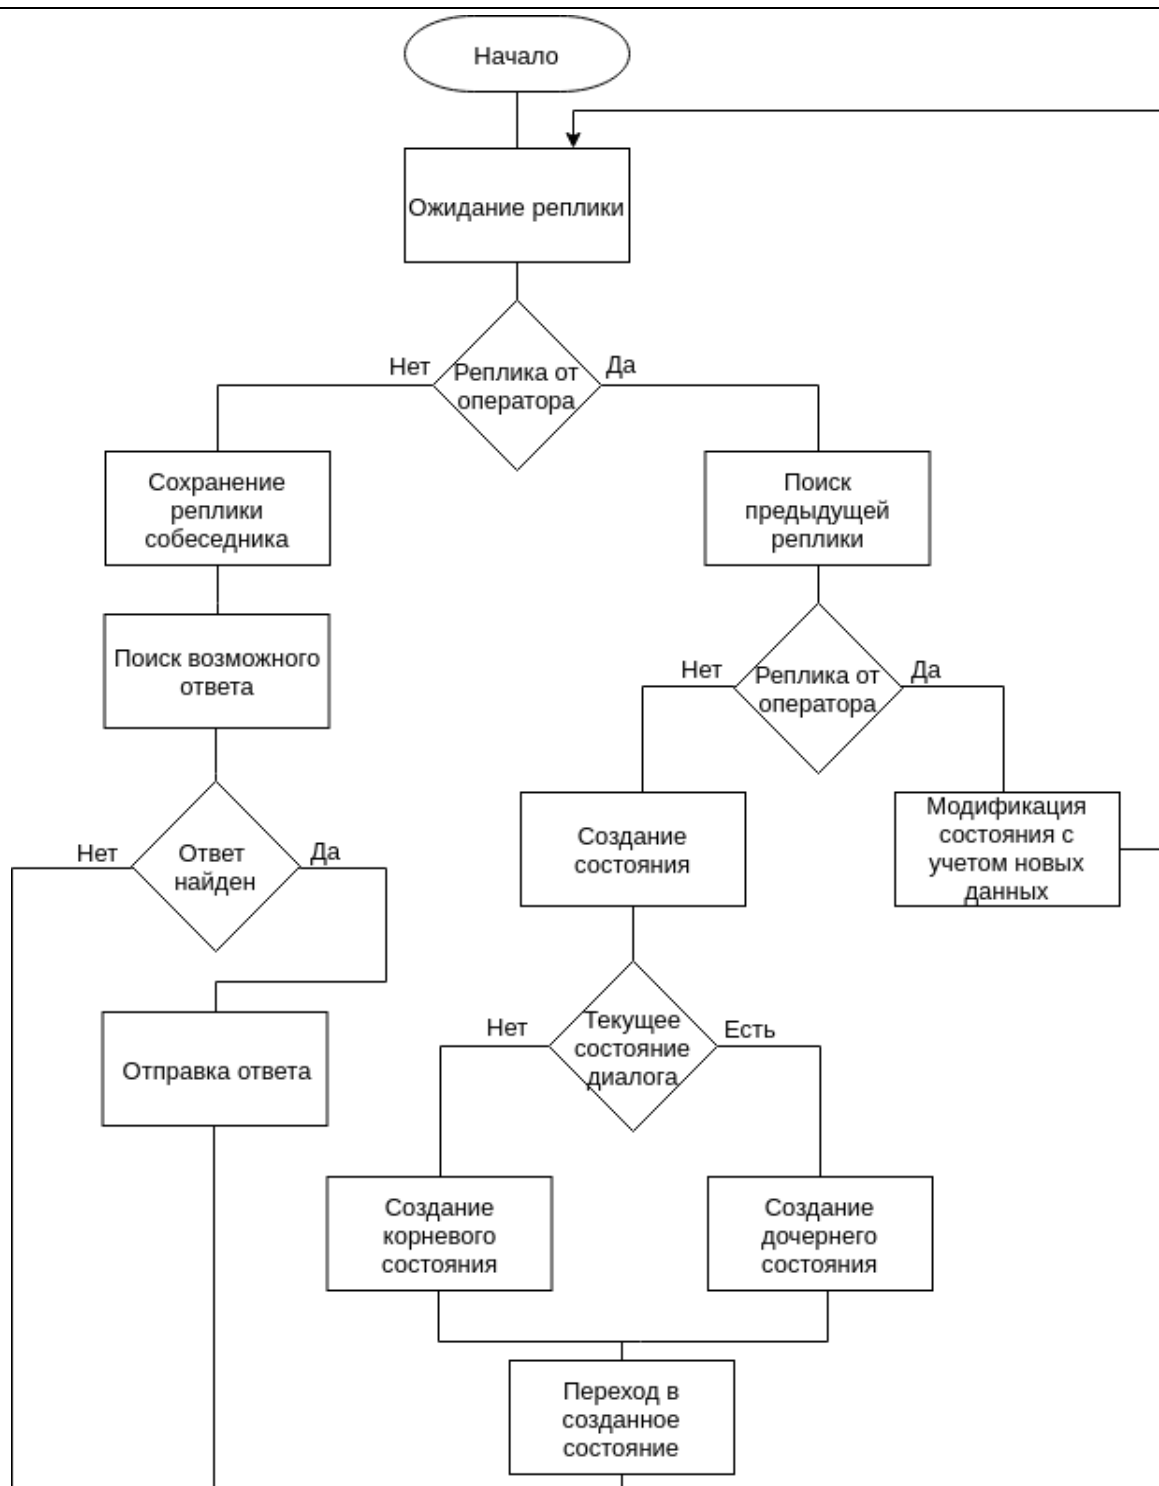 Начало
Ожидание реплики
Нет
Реплика от
оператора
Да
Сохранение
реплики
собеседника
Поиск
предыдущей
реплики
Поиск возможного
ответа
Нет
Реплика от
оператора
Да
Нет
Ответ
найден
Да
Создание
состояния
Модификация
состояния с
учетом новых
данных
Отправка ответа
Нет
Текущее
состояние
диалога
Есть
Создание
корневого
состояния
Создание
дочернего
состояния
Переход в
созданное
состояние